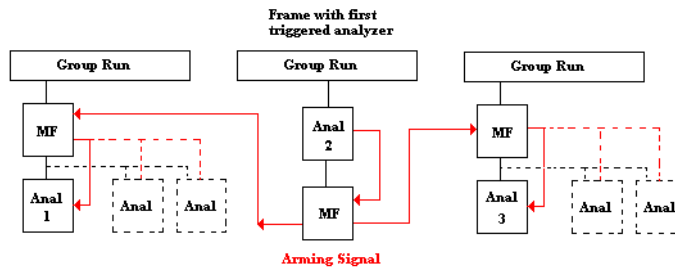 Frame with first
triggered analyzer
Group Run
Group Run
Group Run
MF
Anal
2
MF
Anal
1
Anal
Anal
MF
Anal
3
Anal
Anal
Arming Signal